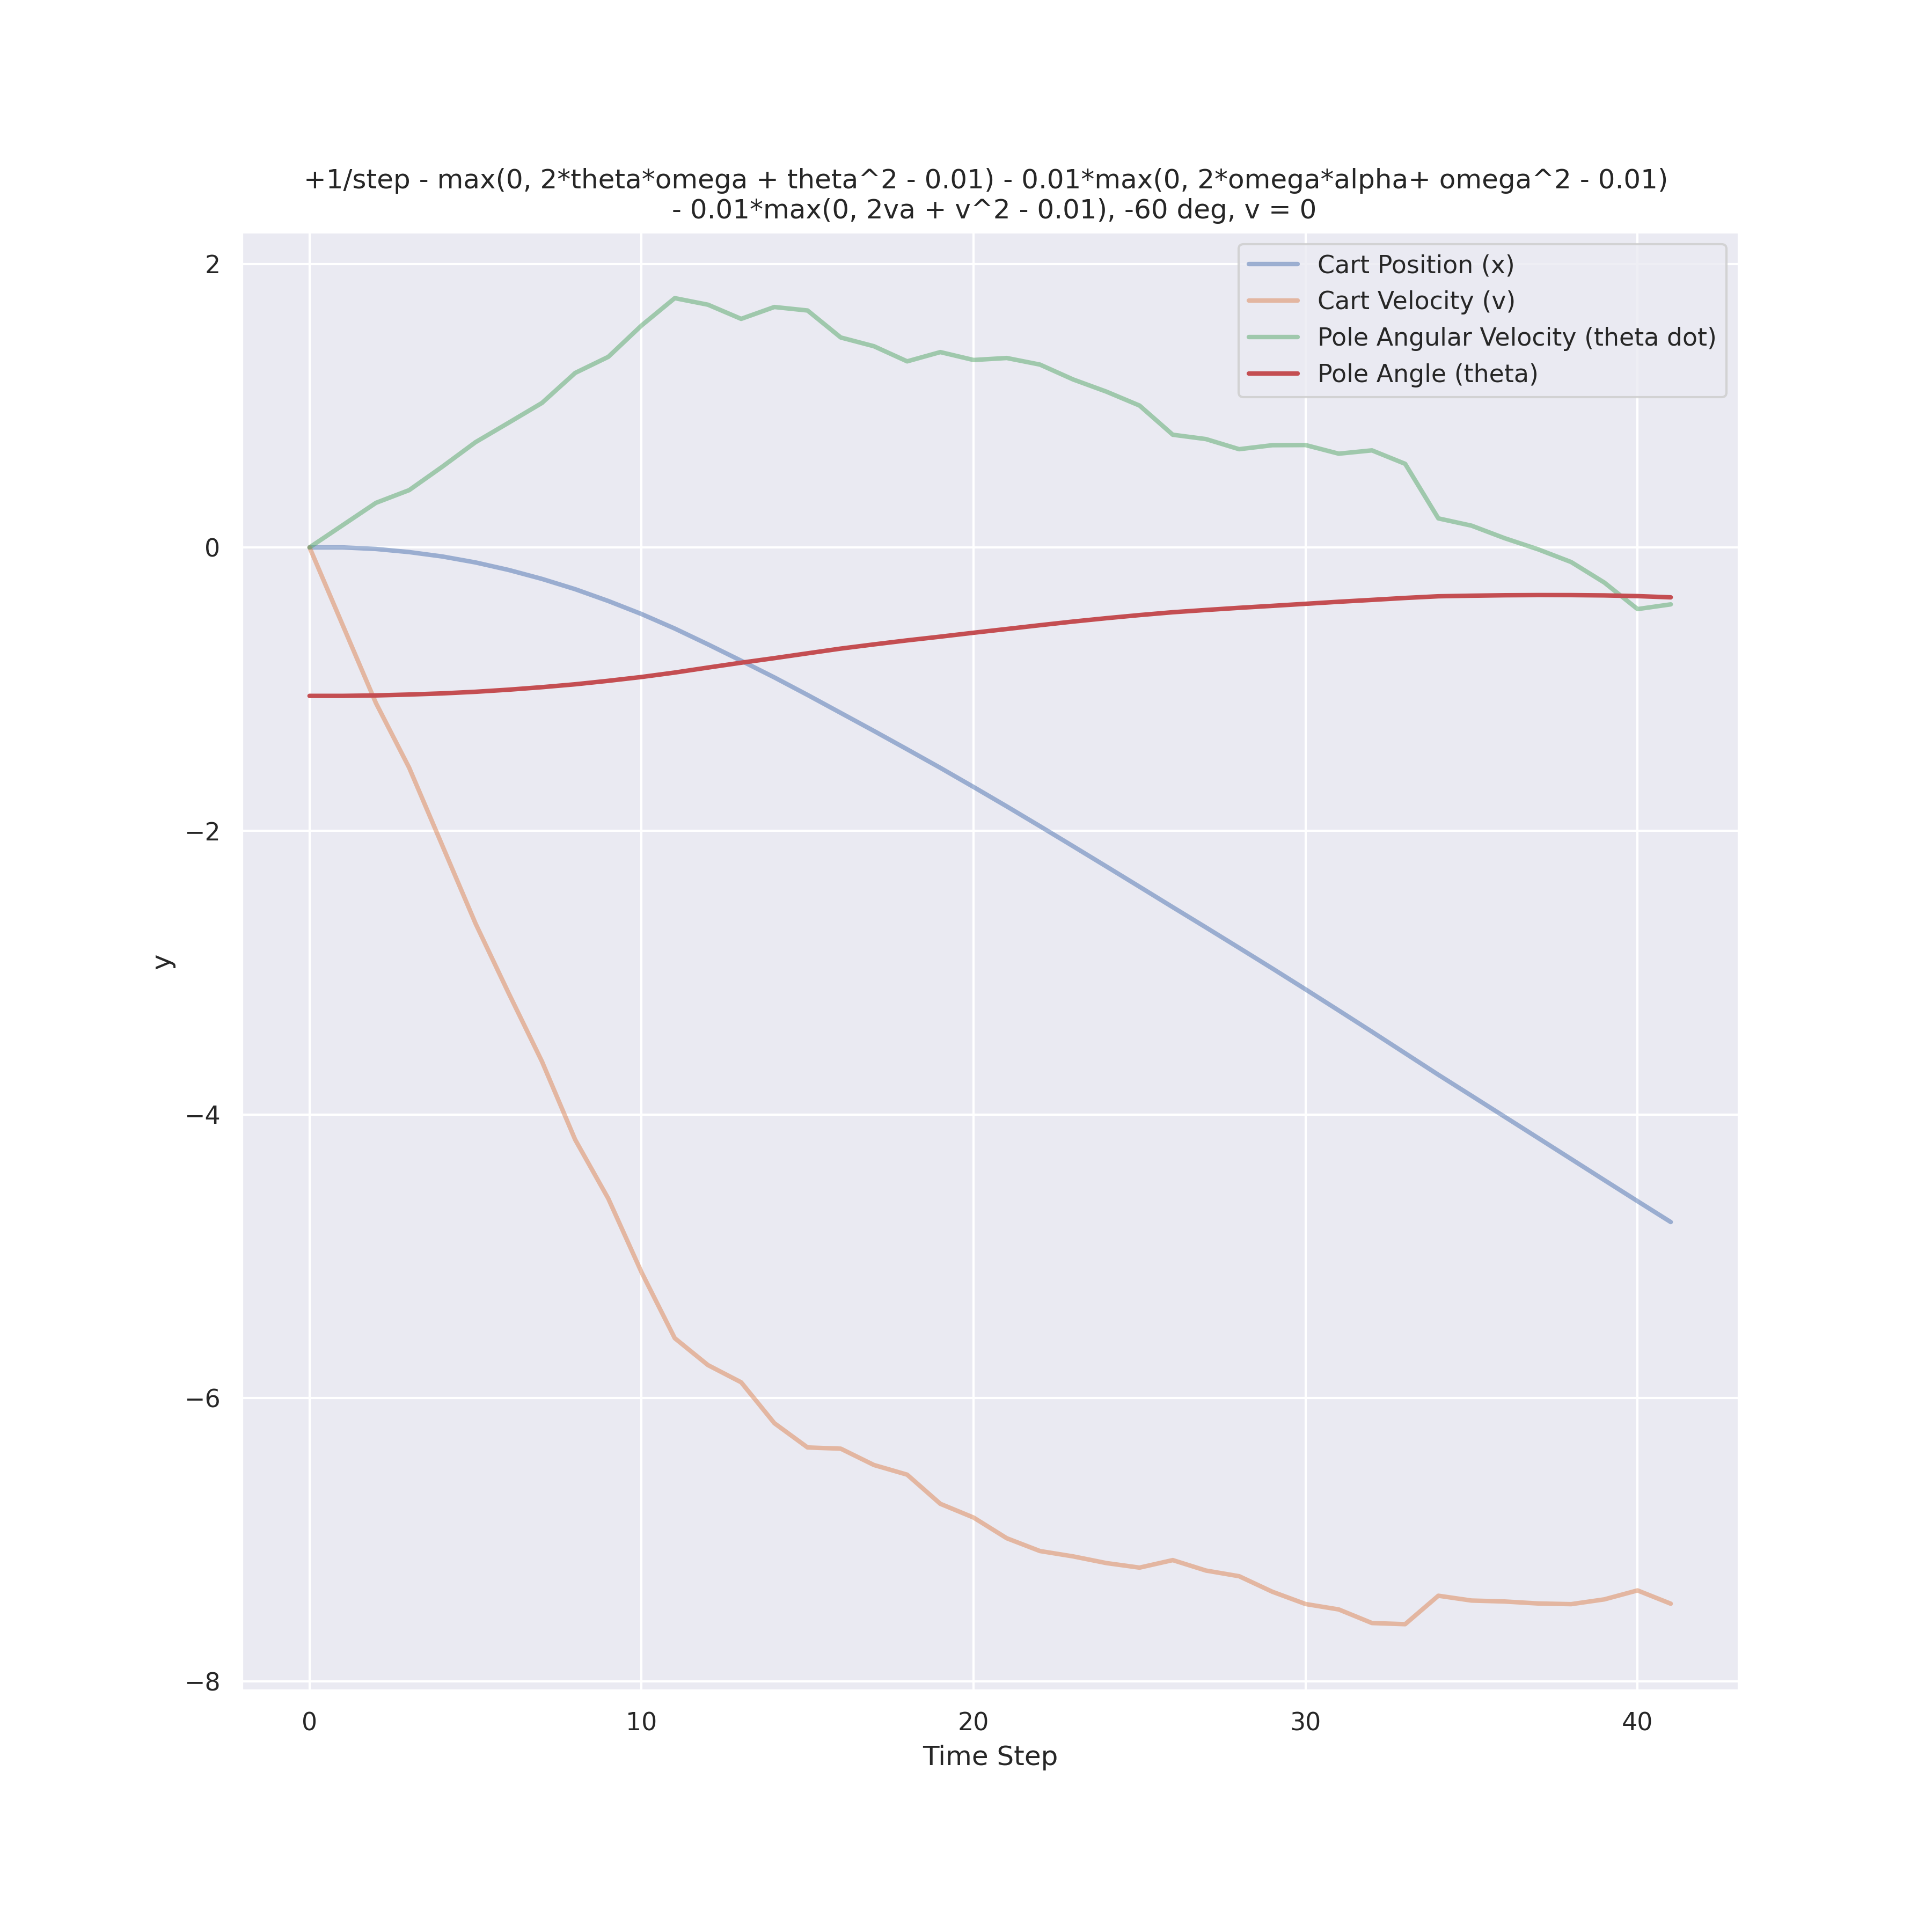 +1/step - max(0, 2*theta*omega + theta^2 - 0.01) - 0.01*max(0, 2*omega*alpha+ omega^2 - 0.01)
- 0.01*max(0, 2va + v^2 - 0.01), -60 deg, v = 0
Cart Position (x)
Cart Velocity (v)
Pole Angular Velocity (theta dot)
Pole Angle (theta)
2
0
−2
−4
−6
−8
y
0 10 20 30 40
Time Step